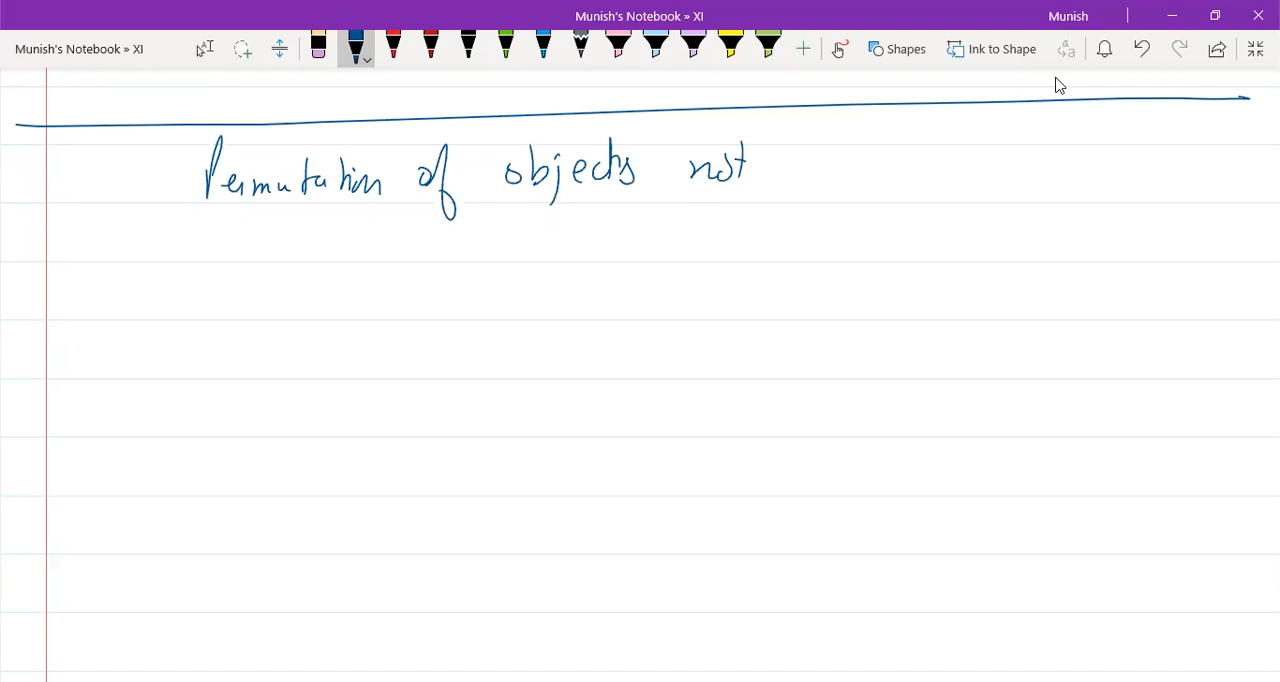 Munish's Notebook » XI
Munish
Munish's Notebook » XI
Shapes
Ink to Shape
Permutation of objects not